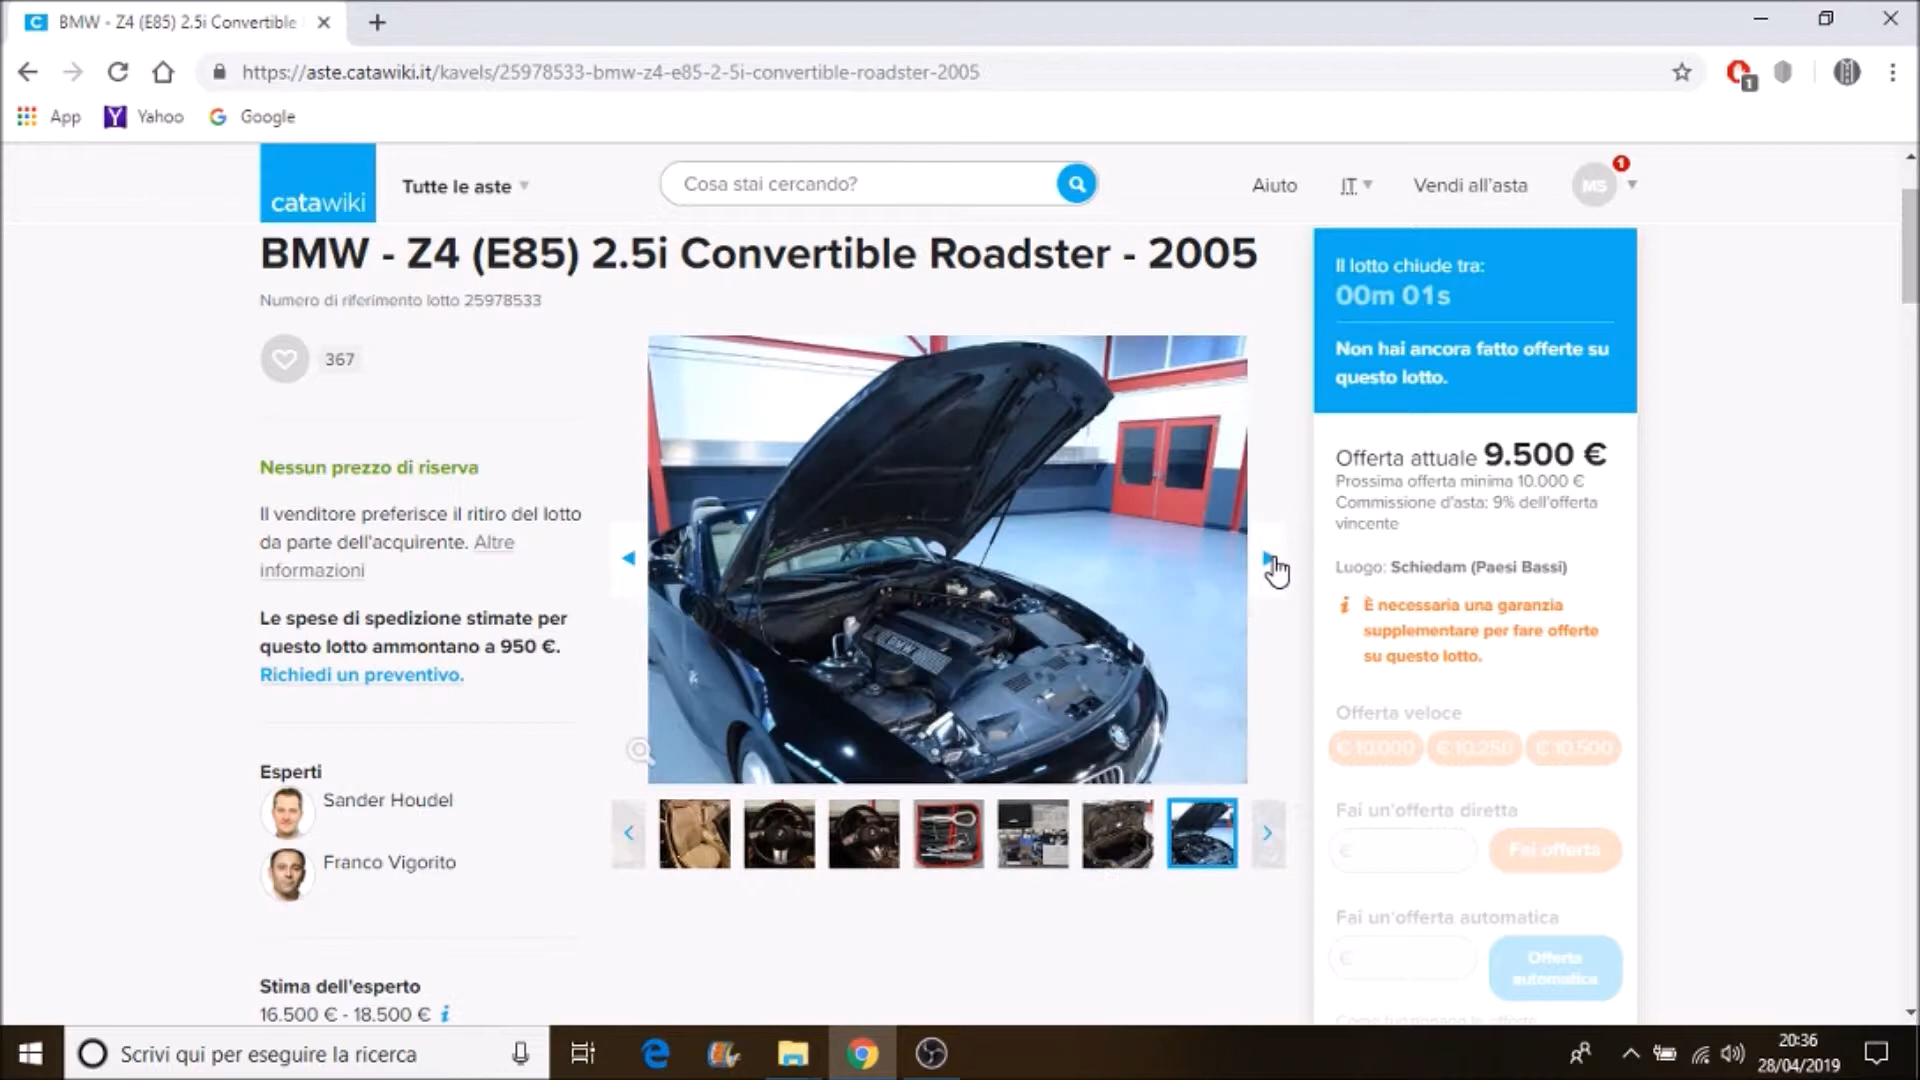 BMW - Z4 (E85) 2.5i Convertible
https://aste.catawiki.it/kavels/25978533-bmw-z4-e85-2-5i-convertible-roadster-2005
1
App
Yahoo
Google
catawiki
Tutte le aste
Cosa stai cercando?
Aiuto
IT
Vendi all'asta
MS
1
BMW - Z4 (E85) 2.5i Convertible Roadster - 2005
Numero di riferimento lotto 25978533
367
Nessun prezzo di riserva
Il venditore preferisce il ritiro del lotto
da parte dell'acquirente. Altre
informazioni
Le spese di spedizione stimate per
questo lotto ammontano a 950 €.
Richiedi un preventivo.
Esperti
Sander Houdel
Franco Vigorito
Stima dell'esperto
16.500 € - 18.500 €
BMW
Il lotto chiude tra:
00m 01s
Non hai ancora fatto offerte su
questo lotto.
Offerta attuale 9.500 €
Prossima offerta minima 10.000 €
Commissione d'asta: 9% dell'offerta
vincente
Luogo: Schiedam (Paesi Bassi)
È necessaria una garanzia
supplementare per fare offerte
su questo lotto.
Offerta veloce
€ 10.000 € 10.250 € 10.500
Fai un'offerta diretta
€
Fai offerta
Fai un'offerta automatica
€
Offerta
automatica
Come funzionano le offerte
Scrivi qui per eseguire la ricerca
20:36
28/04/2019